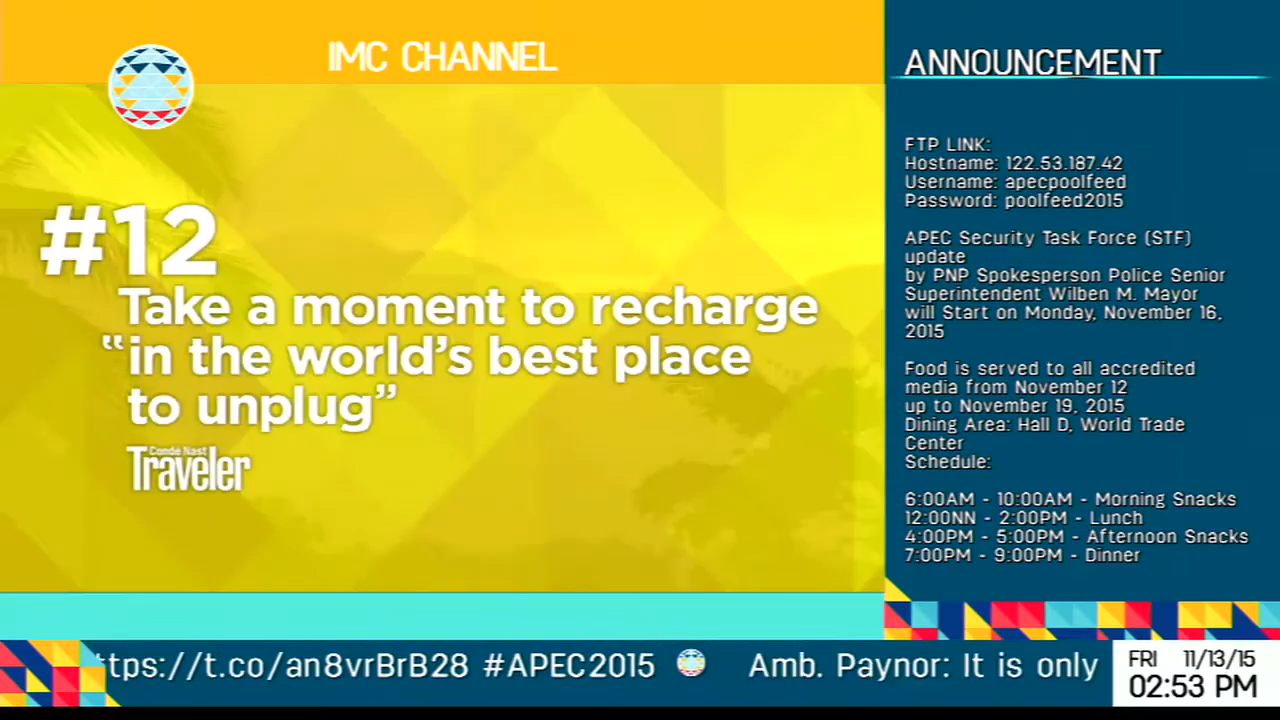 IMC CHANNEL
#12
Take a moment to recharge
“in the world's best place
to unplug”
Condé Nast
Traveler
ANNOUNCEMENT
FTP LINK:
Hostname: 122.53.187.42
Username: apecpoolfeed
Password: poolfeed2015
APEC Security Task Force (STF)
update
by PNP Spokesperson Police Senior
Superintendent Wilben M. Mayor
will Start on Monday, November 16,
2015
Food is served to all accredited
media from November 12
up to November 19, 2015
Dining Area: Hall D, World Trade
Center
Schedule:
6:00AM - 10:00AM - Morning Snacks
12:00NN - 2:00PM - Lunch
4:00PM - 5:00PM - Afternoon Snacks
7:00PM - 9:00PM - Dinner
ttps://t.co/an8vrBrB28 #APEC2015 Amb. Paynor: It is only
FRI 11/13/15
02:53 PM